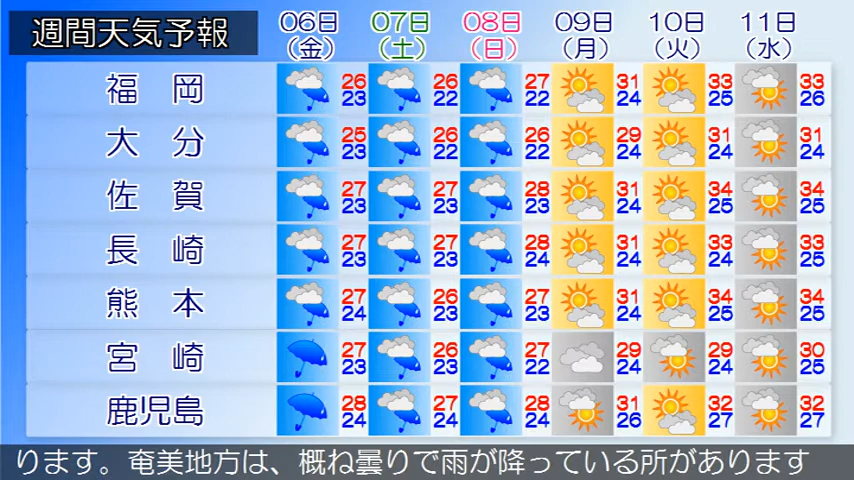 週間天気予報
06日 07日 08日 09日 10日 11日
(金) (土) (日) (月) (火) (水)
福岡 26 23 26 22 27 22 31 24 33 25 33 26
大分 25 23 26 22 26 22 29 24 31 24 31 24
佐賀 27 23 27 23 28 23 31 24 34 25 34 25
長崎 27 23 27 23 28 24 31 24 33 24 33 25
熊本 27 24 26 23 27 23 31 24 34 25 34 25
宮崎 27 23 26 23 27 22 29 24 29 24 30 25
鹿児島 28 24 27 24 28 24 31 26 32 27 32 27
ります。奄美地方は、概ね曇りで雨が降っている所があります